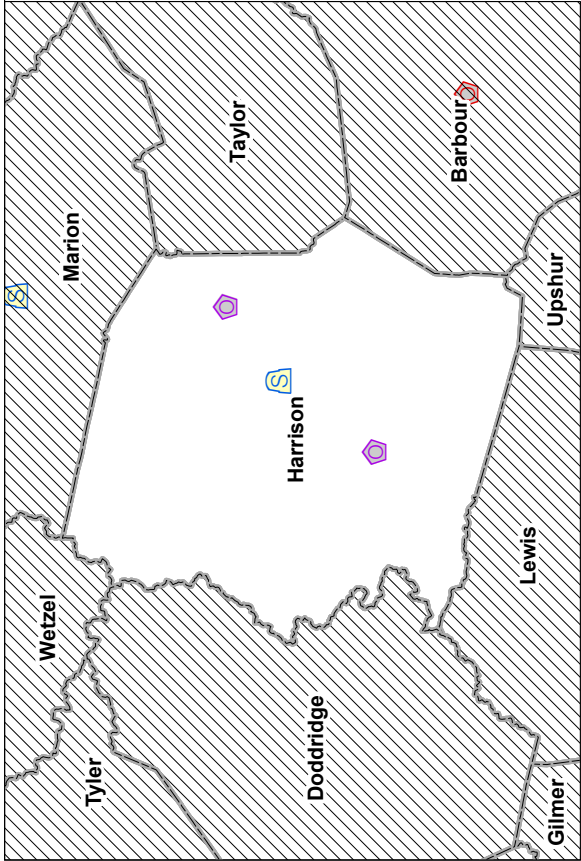 S
Wetzel
Marion
Tyler
Taylor
S
Harrison
Doddridge
Barbour
Lewis
Gilmer
Upshur